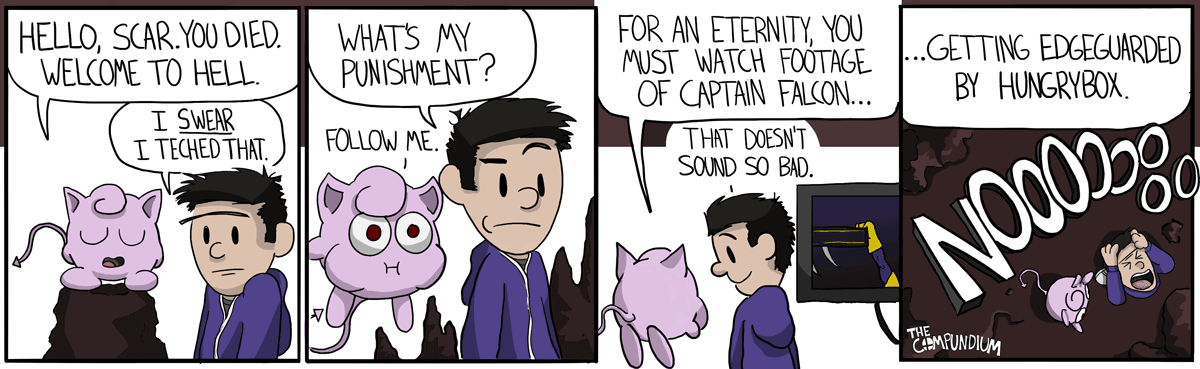 HELLO, SCAR. YOU DIED.
WELCOME TO HELL.
I SWEAR
I TECHED THAT.
WHAT'S MY
PUNISHMENT?
FOLLOW ME.
FOR AN ETERNITY, YOU
MUST WATCH FOOTAGE
OF CAPTAIN FALCON...
THAT DOESN'T
SOUND SO BAD.
...GETTING EDGEGUARDED
BY HUNGRYBOX.
NOOOOOOOO
THE
COMPUNDIUM